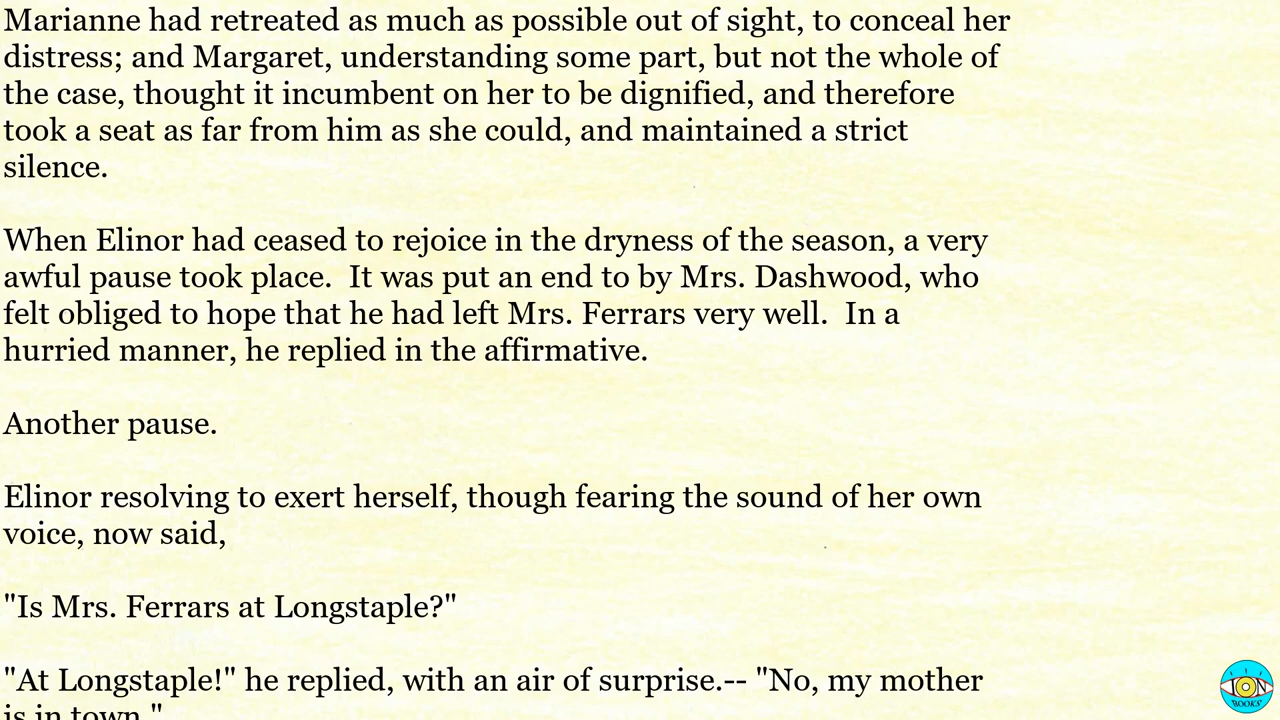 Marianne had retreated as much as possible out of sight, to conceal her
distress; and Margaret, understanding some part, but not the whole of
the case, thought it incumbent on her to be dignified, and therefore
took a seat as far from him as she could, and maintained a strict
silence.
When Elinor had ceased to rejoice in the dryness of the season, a very
awful pause took place.  It was put an end to by Mrs. Dashwood, who
felt obliged to hope that he had left Mrs. Ferrars very well.  In a
hurried manner, he replied in the affirmative.
Another pause.
Elinor resolving to exert herself, though fearing the sound of her own
voice, now said,
"Is Mrs. Ferrars at Longstaple?"
"At Longstaple!" he replied, with an air of surprise.-- "No, my mother
is in town."
ION
BOOKS